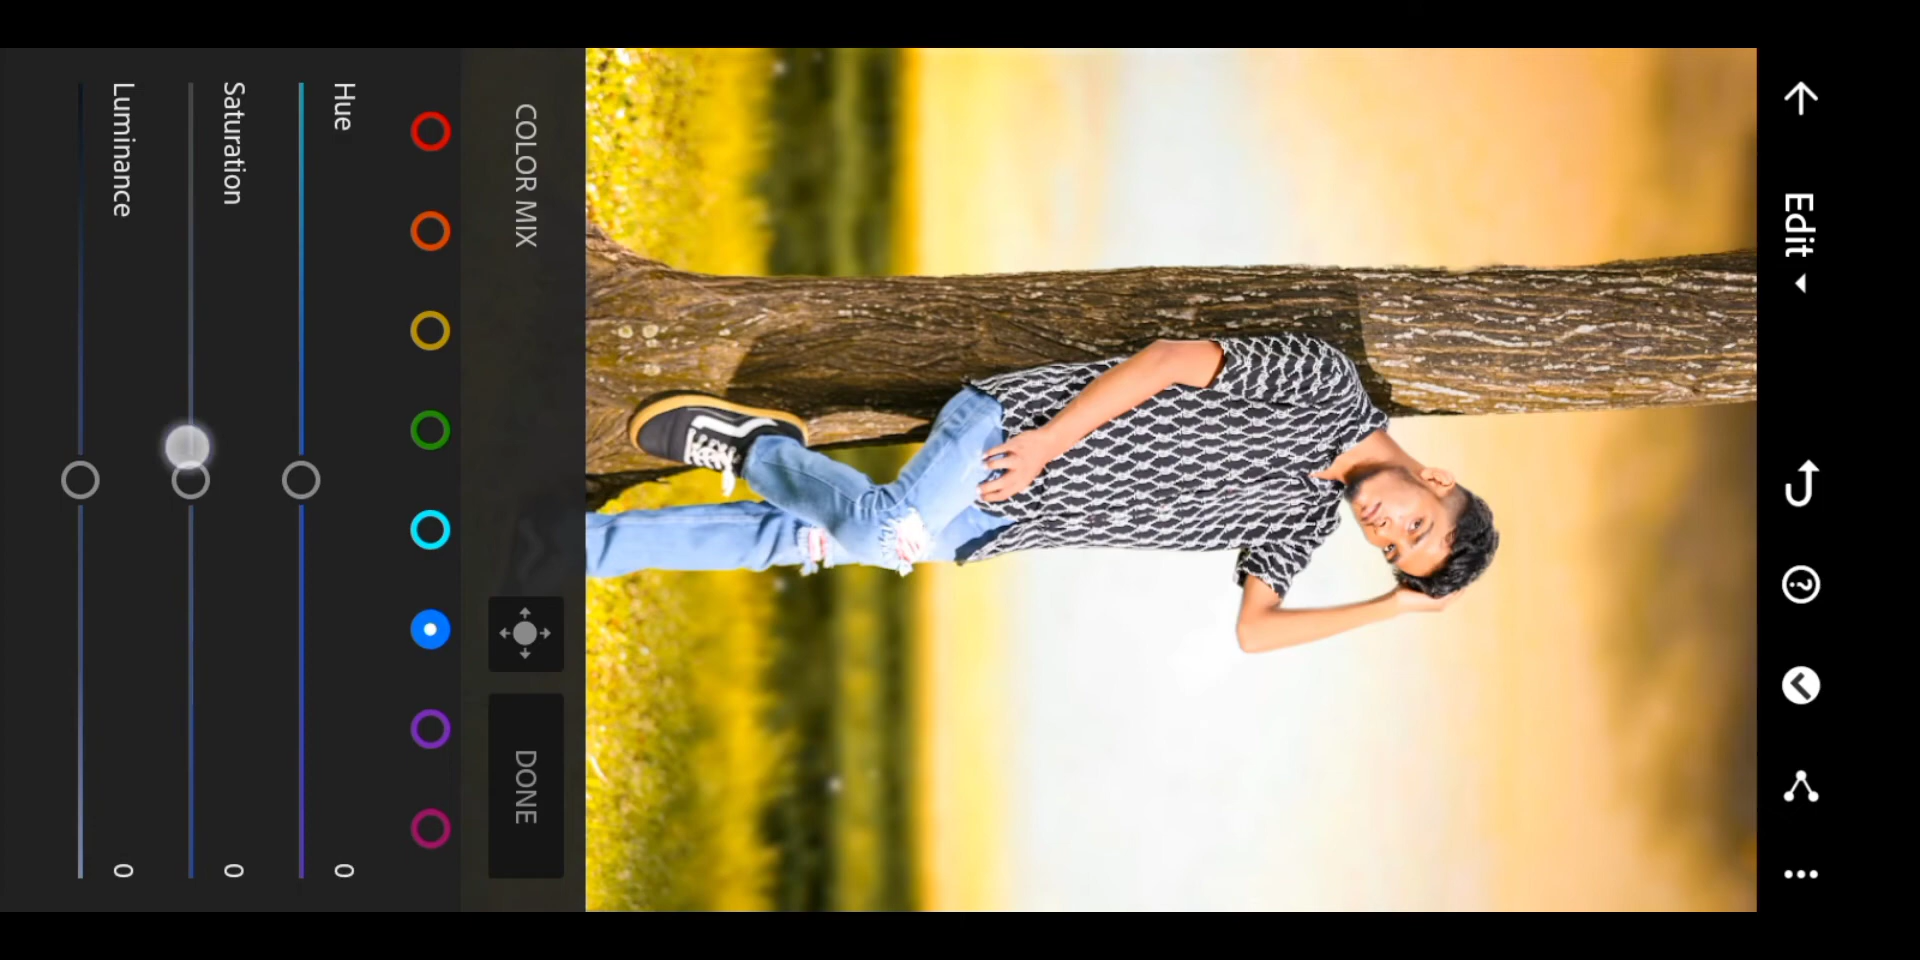 Edit
COLOR MIX
DONE
Hue
0
Saturation
0
Luminance
0